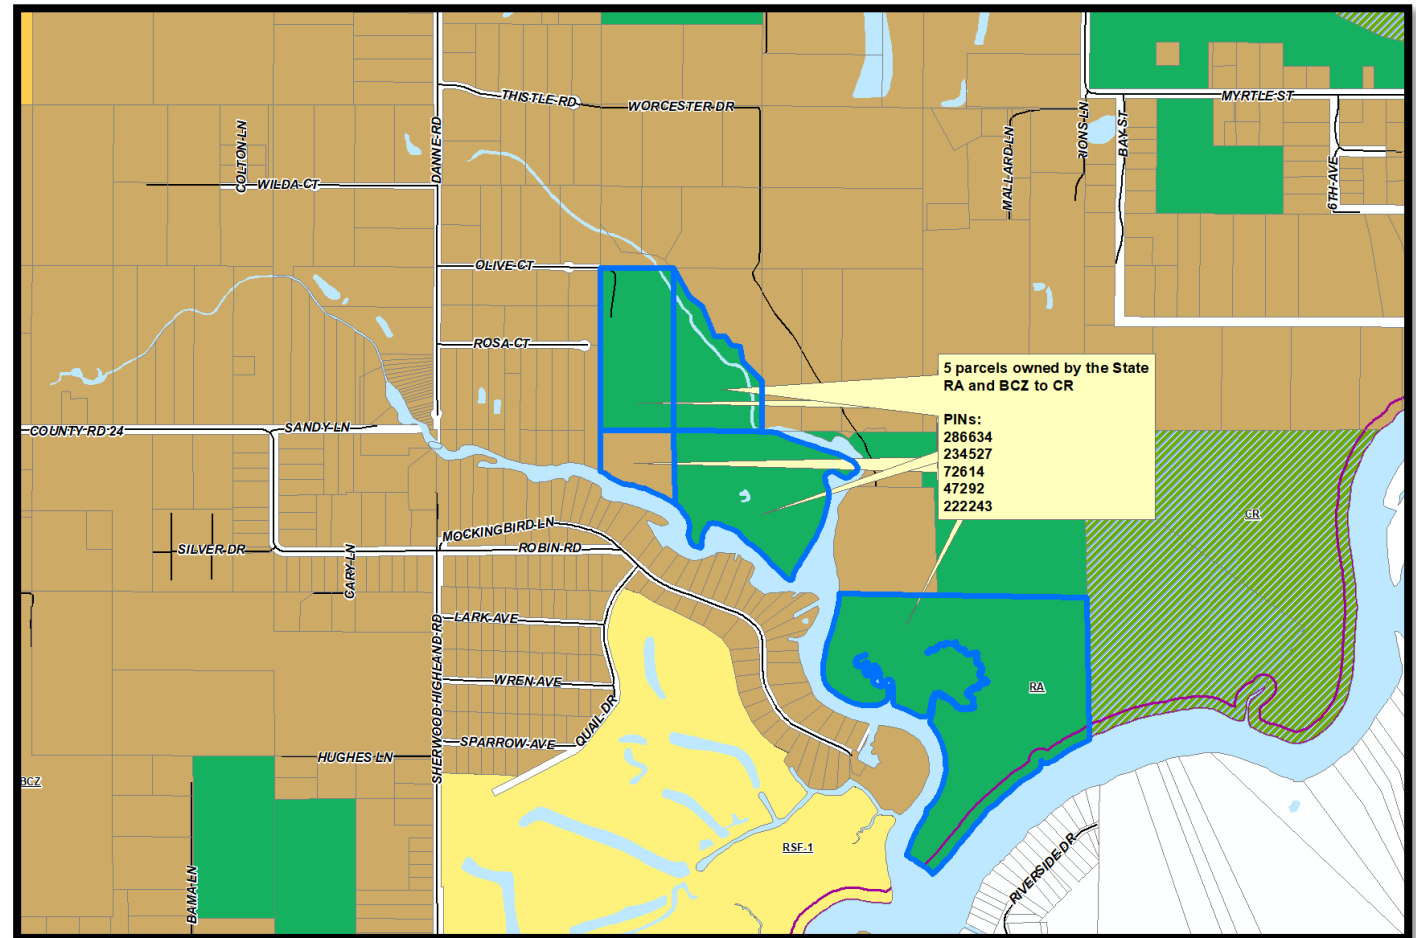 THISTLE RD
WORCESTER DR
MYRTLE ST
COLTON LN
DANNE RD
MALLARD LN
RIONS LN
BAY ST
6TH AVE
WILDA CT
OLIVE CT
ROSA CT
5 parcels owned by the State
RA and BCZ to CR
PINs:
286634
234527
72614
47292
222243
COUNTY RD 24
SANDY LN
CR
MOCKINGBIRD LN
SILVER DR
ROBIN RD
CARY LN
LARK AVE
SHERWOOD HIGHLAND RD
WREN AVE
RA
QUAIL DR
SPARROW AVE
HUGHES LN
BCZ
RSF-1
BAMA LN
RIVERSIDE DR